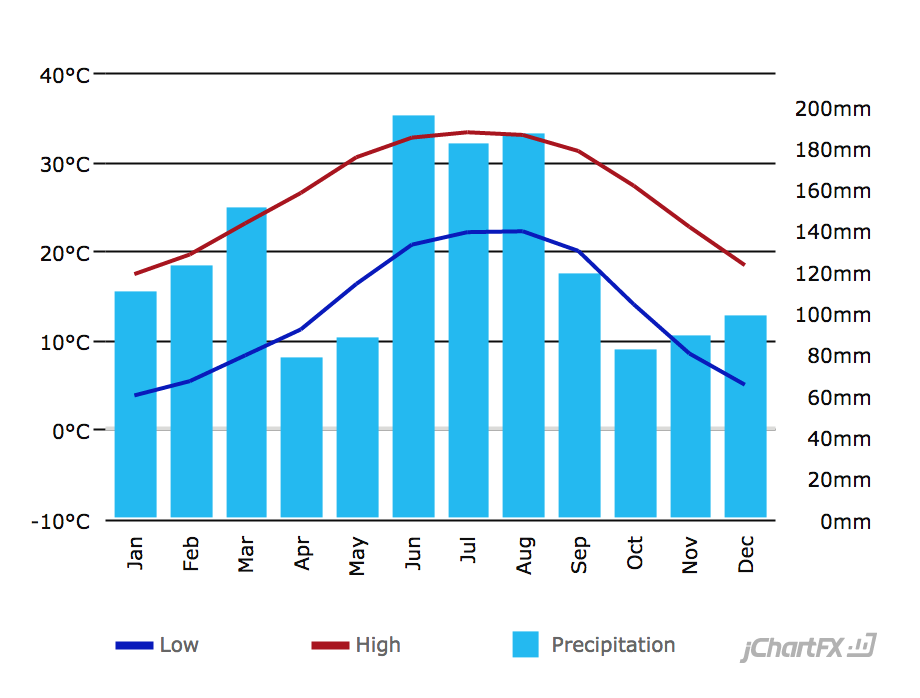 40°C
30°C
20°C
10°C
0°C
-10°C
200mm
180mm
160mm
140mm
120mm
100mm
80mm
60mm
40mm
20mm
0mm
Jan
Feb
Mar
Apr
May
Jun
Jul
Aug
Sep
Oct
Nov
Dec
Low
High
Precipitation
jChartFX